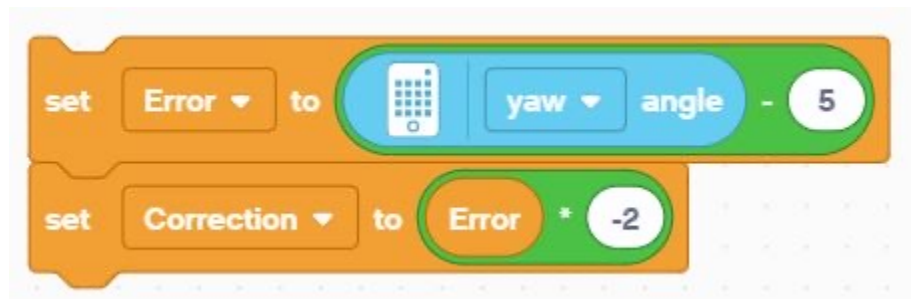 set Error to yaw angle - 5
set Correction to Error * -2